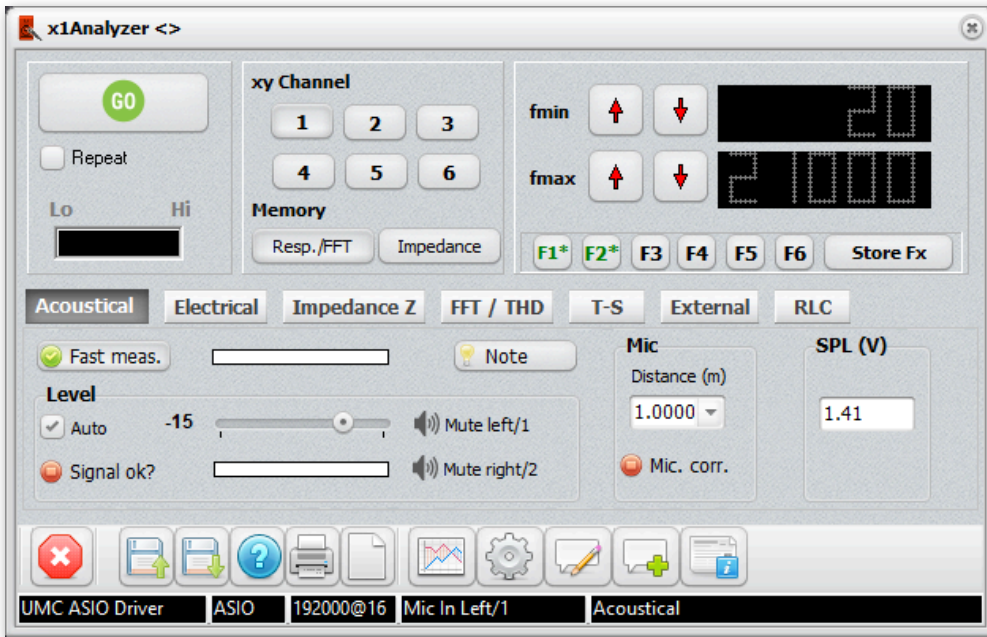 x1Analyzer <>
GO
Repeat
Lo Hi
xy Channel
1 2 3
4 5 6
Memory
Resp./FFT Impedance
fmin 20
fmax 21000
F1* F2* F3 F4 F5 F6 Store Fx
Acoustical Electrical Impedance Z FFT / THD T-S External RLC
Fast meas. Note
Level
Auto -15 Mute left/1
Signal ok? Mute right/2
Mic
Distance (m)
1.0000
Mic. corr.
SPL (V)
1.41
UMC ASIO Driver ASIO 192000@16 Mic In Left/1 Acoustical